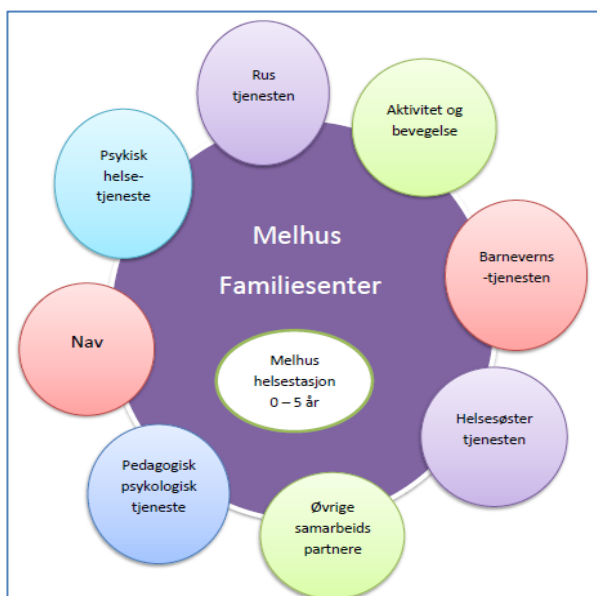 Rus
tjenesten
Aktivitet og
bevegelse
Psykisk
helse-
tjeneste
Melhus
Familiesenter
Barneverns
-tjenesten
Nav
Melhus
helsestasjon
0 – 5 år
Helsesøster
tjenesten
Pedagogisk
psykologisk
tjeneste
Øvrige
samarbeids
partnere